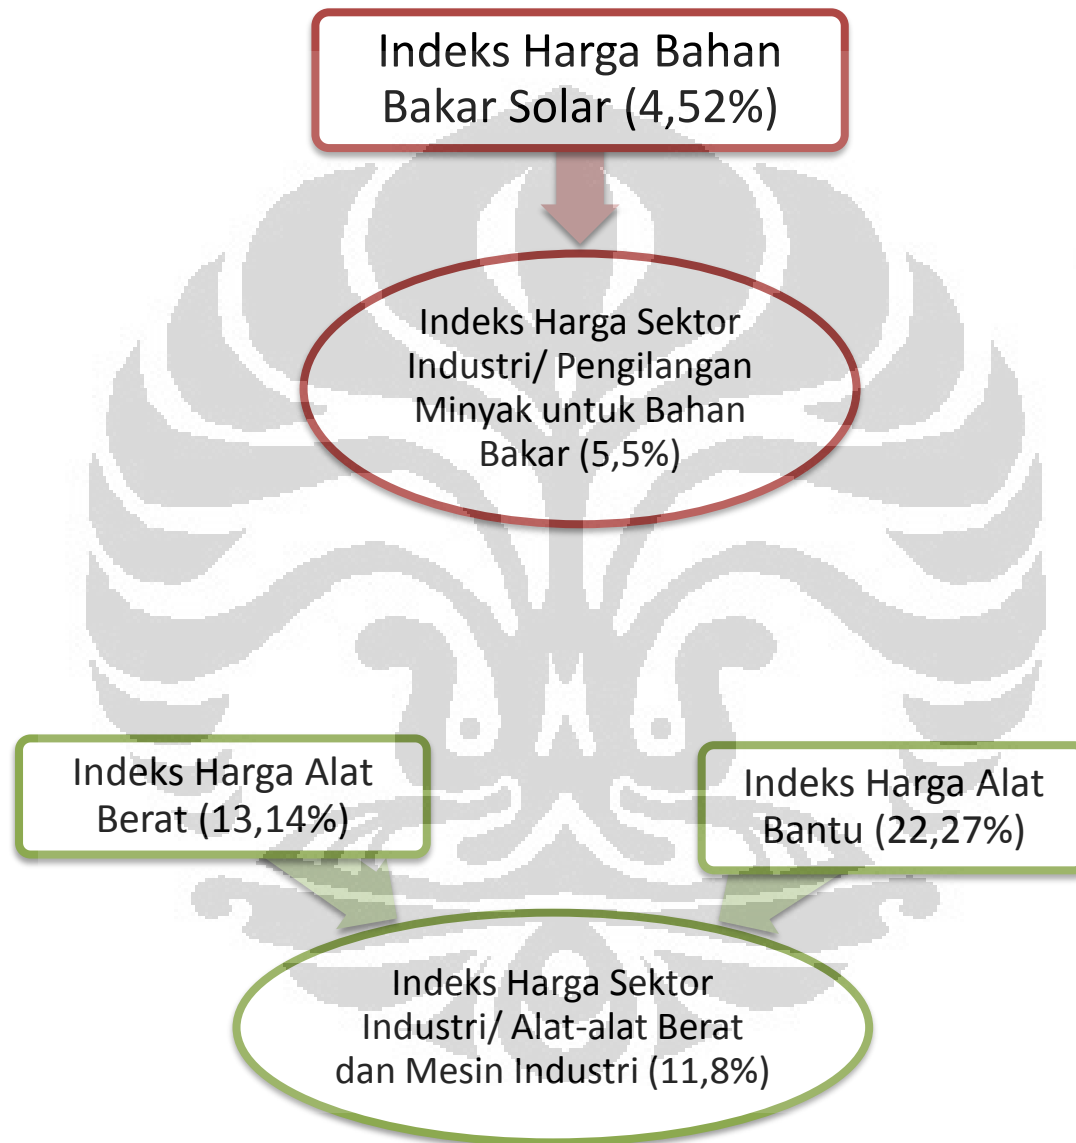 Indeks Harga Bahan
Bakar Solar (4,52%)
Indeks Harga Sektor
Industri/ Pengilangan
Minyak untuk Bahan
Bakar (5,5%)
Indeks Harga Alat
Berat (13,14%)
Indeks Harga Alat
Bantu (22,27%)
Indeks Harga Sektor
Industri/ Alat-alat Berat
dan Mesin Industri (11,8%)